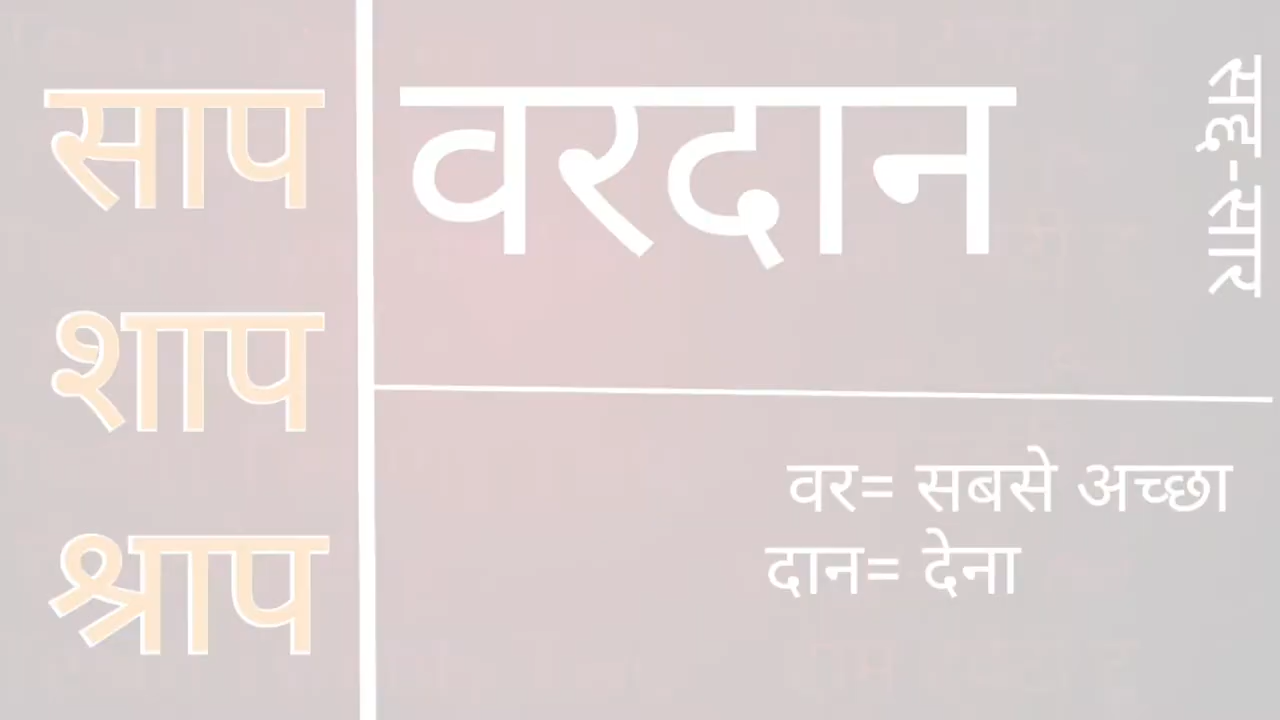 साप
शाप
श्राप
वरदान
वर= सबसे अच्छा
दान= देना